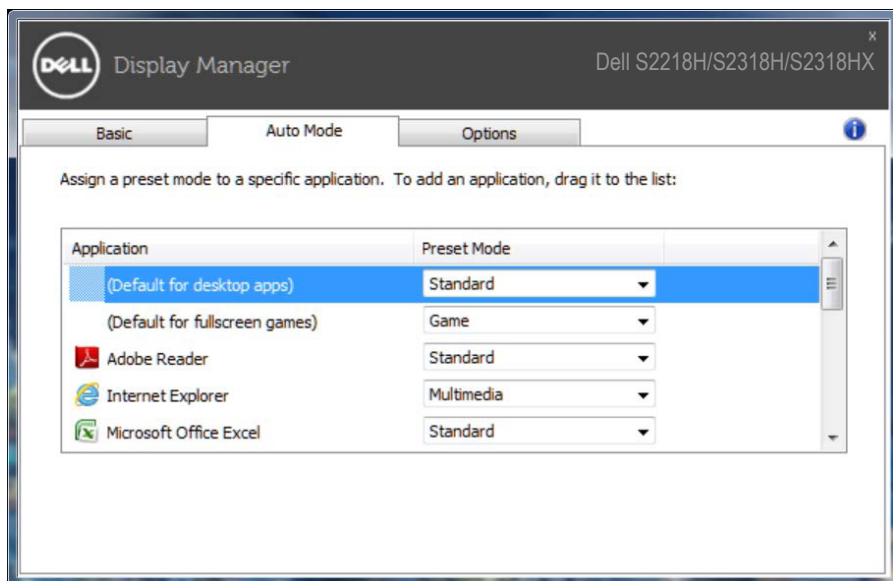 DELL Display Manager
Dell S2218H/S2318H/S2318HX
x
Basic Auto Mode Options
Assign a preset mode to a specific application. To add an application, drag it to the list:
Application Preset Mode
(Default for desktop apps) Standard
(Default for fullscreen games) Game
Adobe Reader Standard
Internet Explorer Multimedia
Microsoft Office Excel Standard